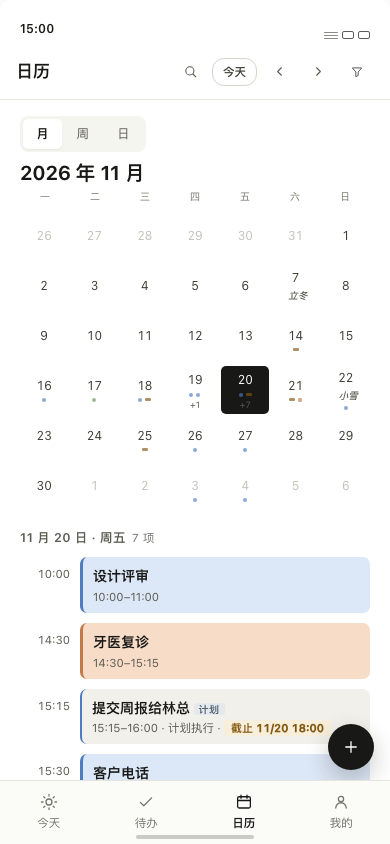 15:00
日历
今天
月 周 日
2026 年 11 月
一 二 三 四 五 六 日
26 27 28 29 30 31 1
2 3 4 5 6 7 8
立冬
9 10 11 12 13 14 15
16 17 18 19 20 21 22
小雪
+1 +7
23 24 25 26 27 28 29
30 1 2 3 4 5 6
11 月 20 日 · 周五 7 项
10:00 设计评审
10:00–11:00
14:30 牙医复诊
14:30–15:15
15:15 提交周报给林总 计划
15:15–16:00 · 计划执行 · 截止 11/20 18:00
15:30 客户电话
今天 待办 日历 我的